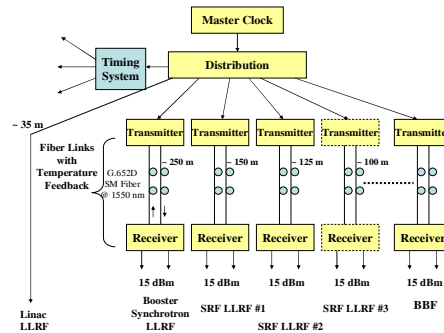 Master Clock
Timing
System
Distribution
~ 35 m
Transmitter Transmitter Transmitter Transmitter Transmitter
Fiber Links
with
Temperature
Feedback
G.652D
SM Fiber
@ 1550 nm
~ 250 m ~ 150 m ~ 125 m ~ 100 m
Receiver Receiver Receiver Receiver Receiver
15 dBm 15 dBm 15 dBm 15 dBm 15 dBm
Linac
LLRF
Booster
Synchrotron
LLRF
SRF LLRF #1
SRF LLRF #2
SRF LLRF #3
BBF